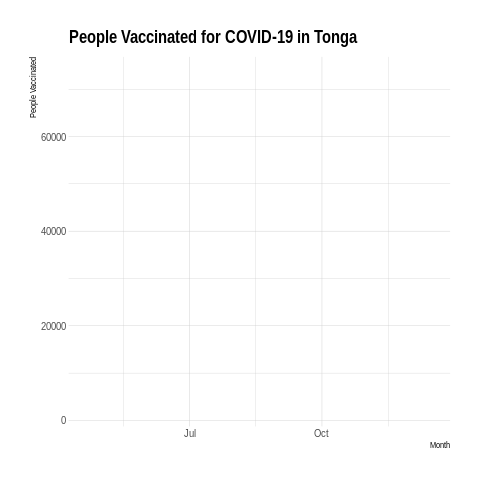 People Vaccinated for COVID-19 in Tonga
People Vaccinated
60000
40000
20000
0
Jul
Oct
Month